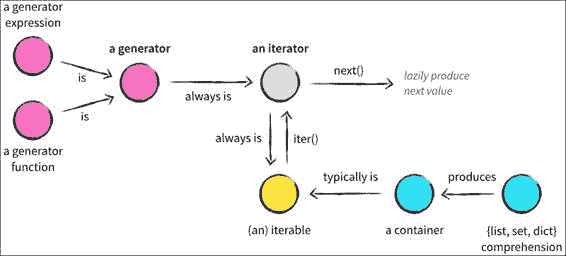 a generator
expression
is
is
a generator
function
a generator
always is
an iterator
next()
lazily produce
next value
always is
iter()
(an) iterable
typically is
a container
produces
{list, set, dict}
comprehension